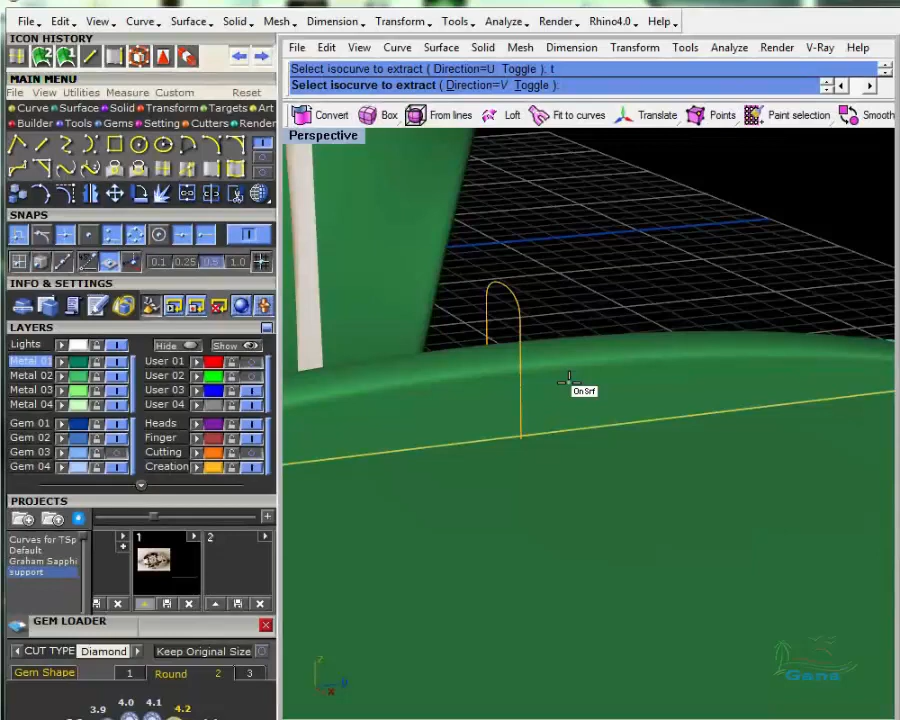 File Edit View Curve Surface Solid Mesh Dimension Transform Tools Analyze Render Rhino4.0 Help
ICON HISTORY
File Edit View Curve Surface Solid Mesh Dimension Transform Tools Analyze Render V-Ray Help
Select isocurve to extract ( Direction=U Toggle ): t
MAIN MENU
Select isocurve to extract ( Direction=V Toggle ):
File View Utilities Measure Custom
Curve Surface Solid Transform Targets Art
Convert Box From lines Loft Fit to curves Translate Points Paint selection Smooth
Builder Tools Gems Setting Cutters Render
Perspective
SNAPS
0.1 0.25 0.5 1.0
INFO & SETTINGS
LAYERS
Lights Hide Show
Metal 01 User 01
Metal 02 User 02
Metal 03 User 03
Metal 04 User 04
On Srf
Gem 01 Heads
Gem 02 Finger
Gem 03 Cutting
Gem 04 Creation
PROJECTS
Curves for TSp
Default
Graham Sapphi
support
1 2
GEM LOADER
CUT TYPE Diamond Keep Original Size
Gem Shape 1 Round 2 3
3.9 4.0 4.1 4.2
z
x
Gans